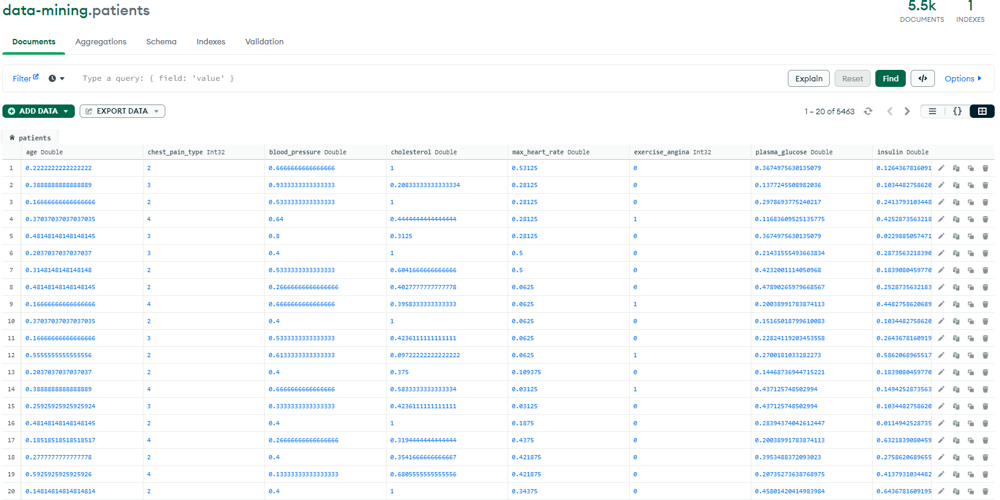 data-mining.patients
5.5k 1
DOCUMENTS INDEXES
Documents Aggregations Schema Indexes Validation
Filter Type a query: { field: 'value' } Explain Reset Find </> Options
ADD DATA EXPORT DATA 1 – 20 of 5463 {}
patients
age Double chest_pain_type Int32 blood_pressure Double cholesterol Double max_heart_rate Double exercise_angina Int32 plasma_glucose Double insulin Double
1 0.2222222222222222 2 0.6666666666666666 1 0.53125 0 0.3674975630135079 0.1264367816091
2 0.3888888888888889 3 0.9333333333333333 0.20833333333333334 0.28125 0 0.1377245508982036 0.1034482758620
3 0.16666666666666666 2 0.5333333333333333 1 0.28125 0 0.2978693775240217 0.2413793103448
4 0.37037037037037035 4 0.64 0.4444444444444444 0.28125 1 0.11683609525135775 0.4252873563218
5 0.48148148148148145 3 0.8 0.3125 0.28125 0 0.3674975630135079 0.0229885057471
6 0.2037037037037037 3 0.4 1 0.5 0 0.21431555493663834 0.2873563218390
7 0.3148148148148148 2 0.5333333333333333 0.6041666666666666 0.5 0 0.4232001114050968 0.1839080459770
8 0.48148148148148145 2 0.26666666666666666 0.4027777777777778 0.0625 0 0.47890265979668567 0.2528735632183
9 0.16666666666666666 4 0.6666666666666666 0.3958333333333333 0.0625 1 0.20038991783874113 0.4482758620689
10 0.37037037037037035 2 0.4 1 0.0625 0 0.15165018799610083 0.1034482758620
11 0.16666666666666666 3 0.5333333333333333 0.4236111111111111 0.0625 0 0.22824119203453558 0.2643678160919
12 0.5555555555555556 2 0.6133333333333333 0.09722222222222222 0.0625 1 0.2700181033282273 0.5862068965517
13 0.2037037037037037 2 0.4 0.375 0.109375 0 0.14468736944715221 0.1839080459770
14 0.3888888888888889 4 0.6666666666666666 0.5833333333333334 0.03125 1 0.437125748502994 0.1494252873563
15 0.25925925925925924 3 0.3333333333333333 0.4236111111111111 0.03125 0 0.437125748502994 0.1034482758620
16 0.48148148148148145 2 0.4 1 0.1875 0 0.28394374042612447 0.0114942528735
17 0.18518518518518517 4 0.26666666666666666 0.3194444444444444 0.4375 0 0.20038991783874113 0.6321839080459
18 0.2777777777777778 2 0.4 0.3541666666666667 0.421875 0 0.3953488372093023 0.2758620689655
19 0.5925925925925926 4 0.13333333333333333 0.6805555555555556 0.421875 0 0.20735273638768975 0.4137931034482
20 0.14814814814814814 2 0.4 1 0.34375 0 0.45801420414983984 0.6436781609195